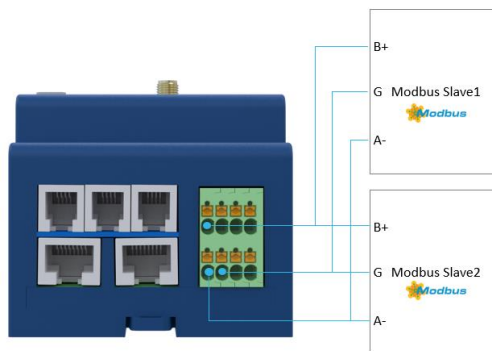 B+
G Modbus Slave1
Modbus
A-
B+
G Modbus Slave2
Modbus
A-